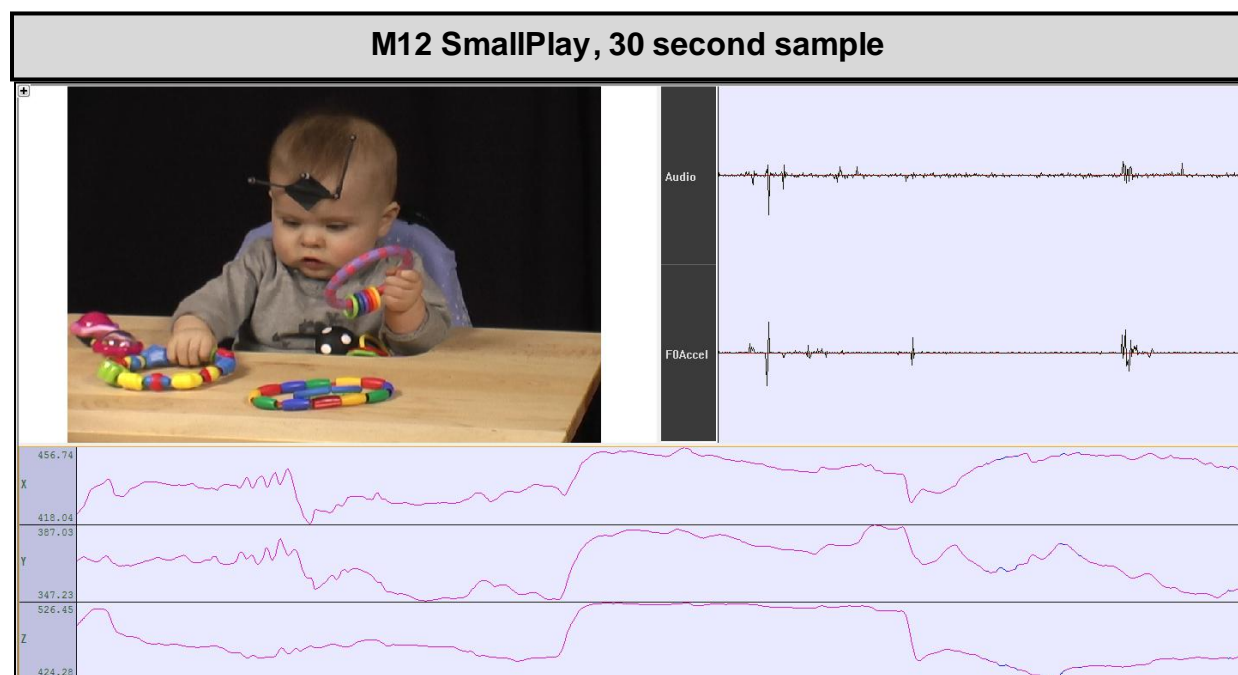 M12 SmallPlay, 30 second sample
Audio
F0Accel
456.74
X
418.04
387.03
Y
347.23
526.45
Z
424.28